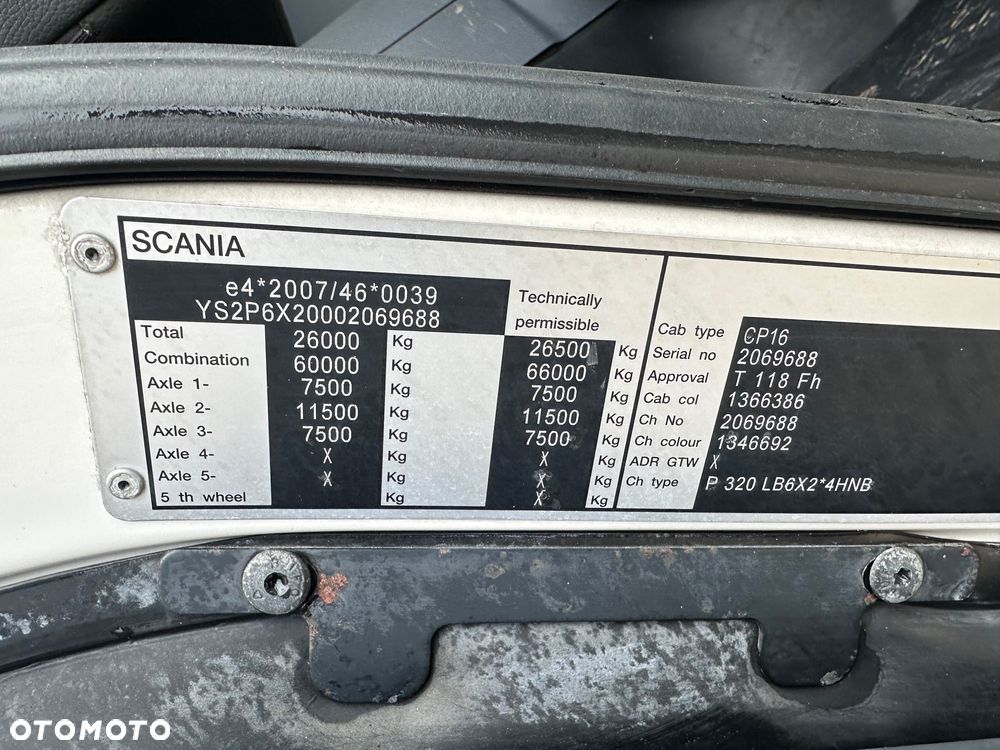 SCANIA
e4*2007/46*0039
YS2P6X20002069688
Technically
permissible
Total 26000 Kg 26500 Kg
Combination 60000 Kg 66000 Kg
Axle 1- 7500 Kg 7500 Kg
Axle 2- 11500 Kg 11500 Kg
Axle 3- 7500 Kg 7500 Kg
Axle 4- X Kg X Kg
Axle 5- X Kg X Kg
5 th wheel Kg X Kg
Cab type CP16
Serial no 2069688
Approval T 118 Fh
Cab col 1366386
Ch No 2069688
Ch colour 1346692
ADR GTW X
Ch type P 320 LB6X2*4HNB
OTOMOTO